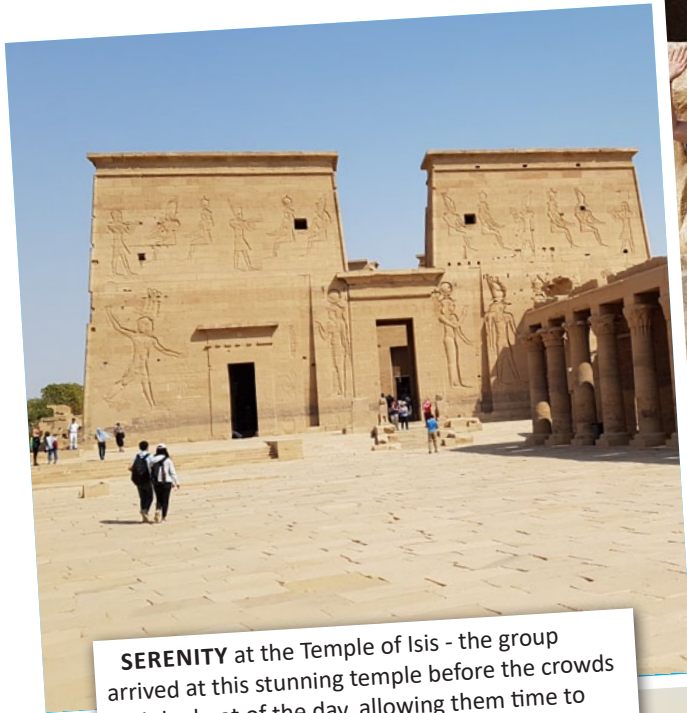 SERENITY at the Temple of Isis - the group
arrived at this stunning temple before the crowds
of the day, allowing them time to